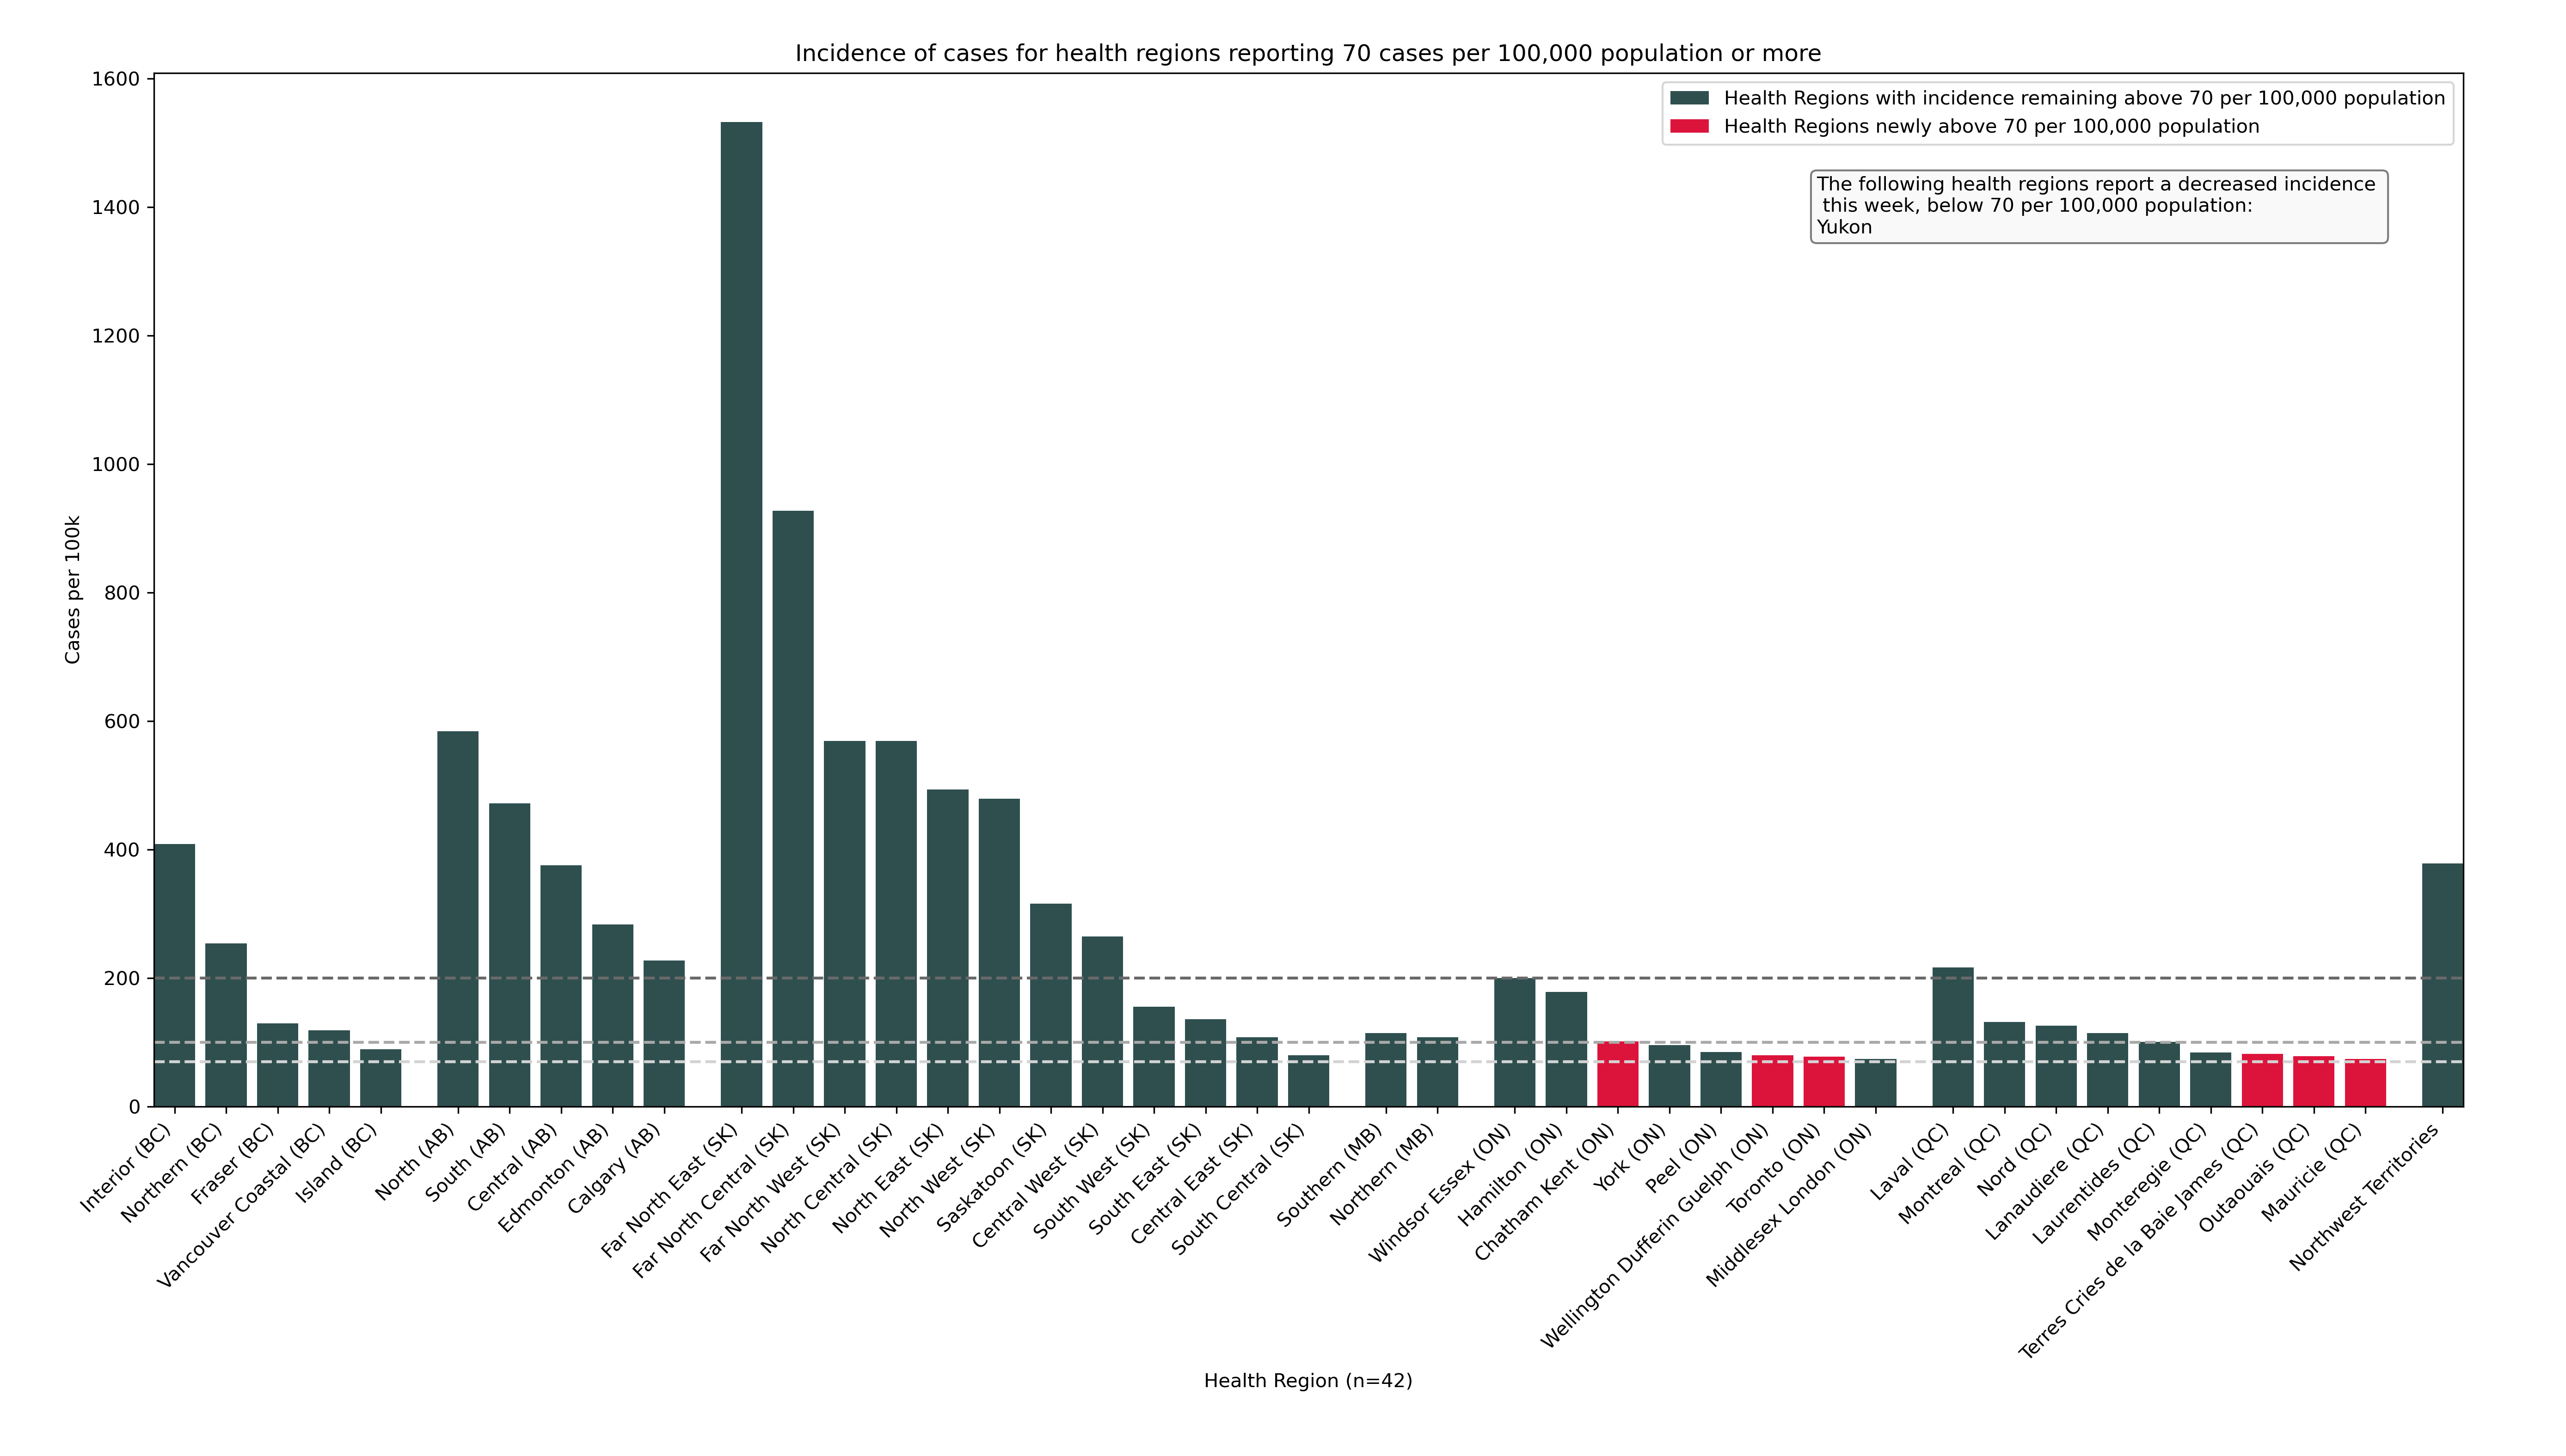 Incidence of cases for health regions reporting 70 cases per 100,000 population or more
Health Regions with incidence remaining above 70 per 100,000 population
Health Regions newly above 70 per 100,000 population
The following health regions report a decreased incidence
this week, below 70 per 100,000 population:
Yukon
Cases per 100k
1600
1400
1200
1000
800
600
400
200
0
Interior (BC)
Northern (BC)
Fraser (BC)
Vancouver Coastal (BC)
Island (BC)
North (AB)
South (AB)
Central (AB)
Edmonton (AB)
Calgary (AB)
Far North East (SK)
Far North Central (SK)
Far North West (SK)
North Central (SK)
North East (SK)
North West (SK)
Saskatoon (SK)
Central West (SK)
South West (SK)
South East (SK)
Central East (SK)
South Central (SK)
Southern (MB)
Northern (MB)
Windsor Essex (ON)
Hamilton (ON)
Chatham Kent (ON)
York (ON)
Peel (ON)
Wellington Dufferin Guelph (ON)
Toronto (ON)
Middlesex London (ON)
Laval (QC)
Montreal (QC)
Nord (QC)
Lanaudiere (QC)
Laurentides (QC)
Monteregie (QC)
Terres Cries de la Baie James (QC)
Outaouais (QC)
Mauricie (QC)
Northwest Territories
Health Region (n=42)